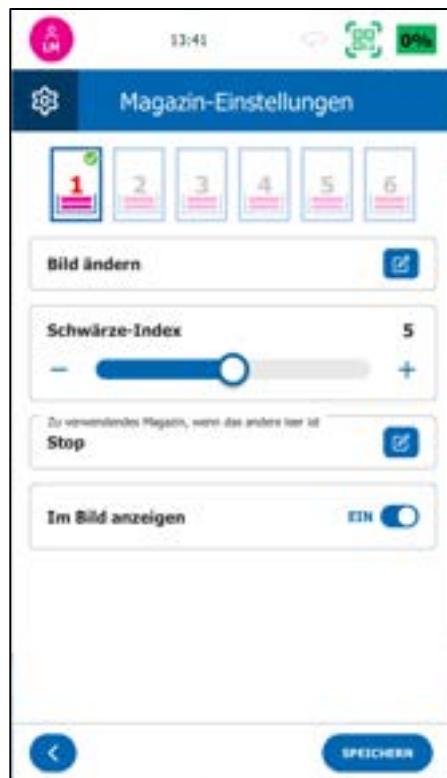 LM
13:41
0%
Magazin-Einstellungen
1 2 3 4 5 6
Bild ändern
Schwärze-Index 5
− +
Zu verwendendes Magazin, wenn das andere leer ist
Stop
Im Bild anzeigen EIN
SPEICHERN